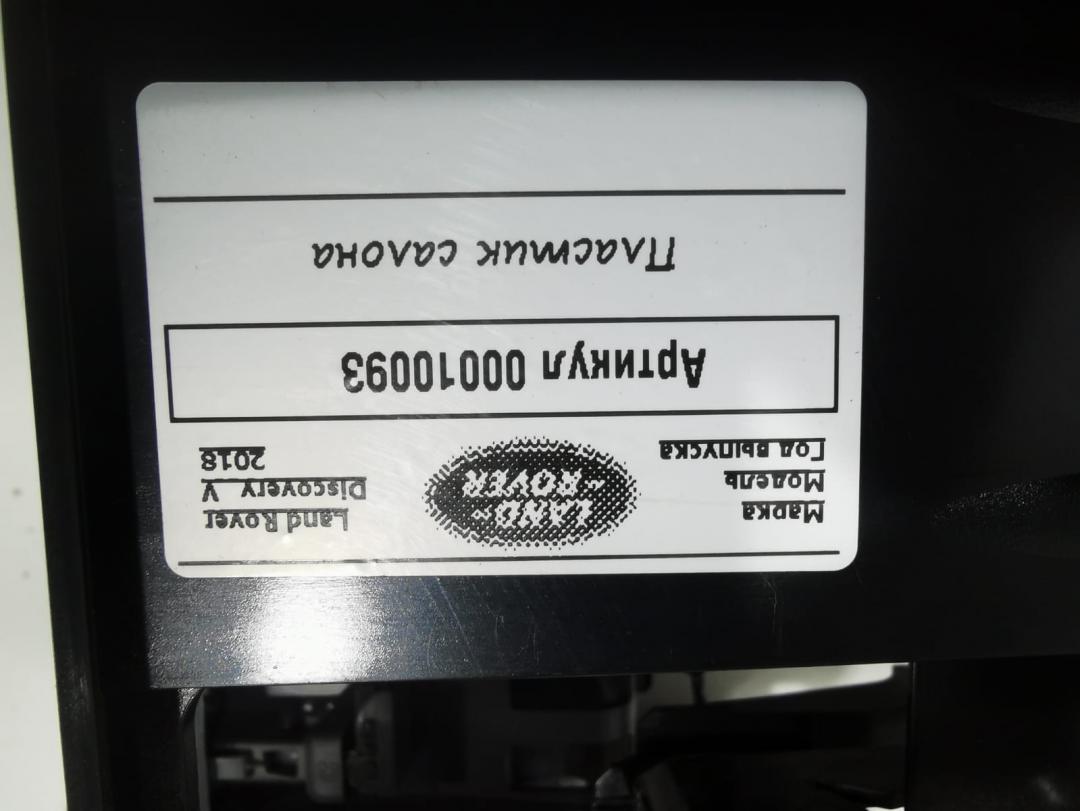 Марка Land Rover
Модель Discovery V
Год выпуска 2018
LAND-
-ROVER
Артикул 00010093
Пластик салона